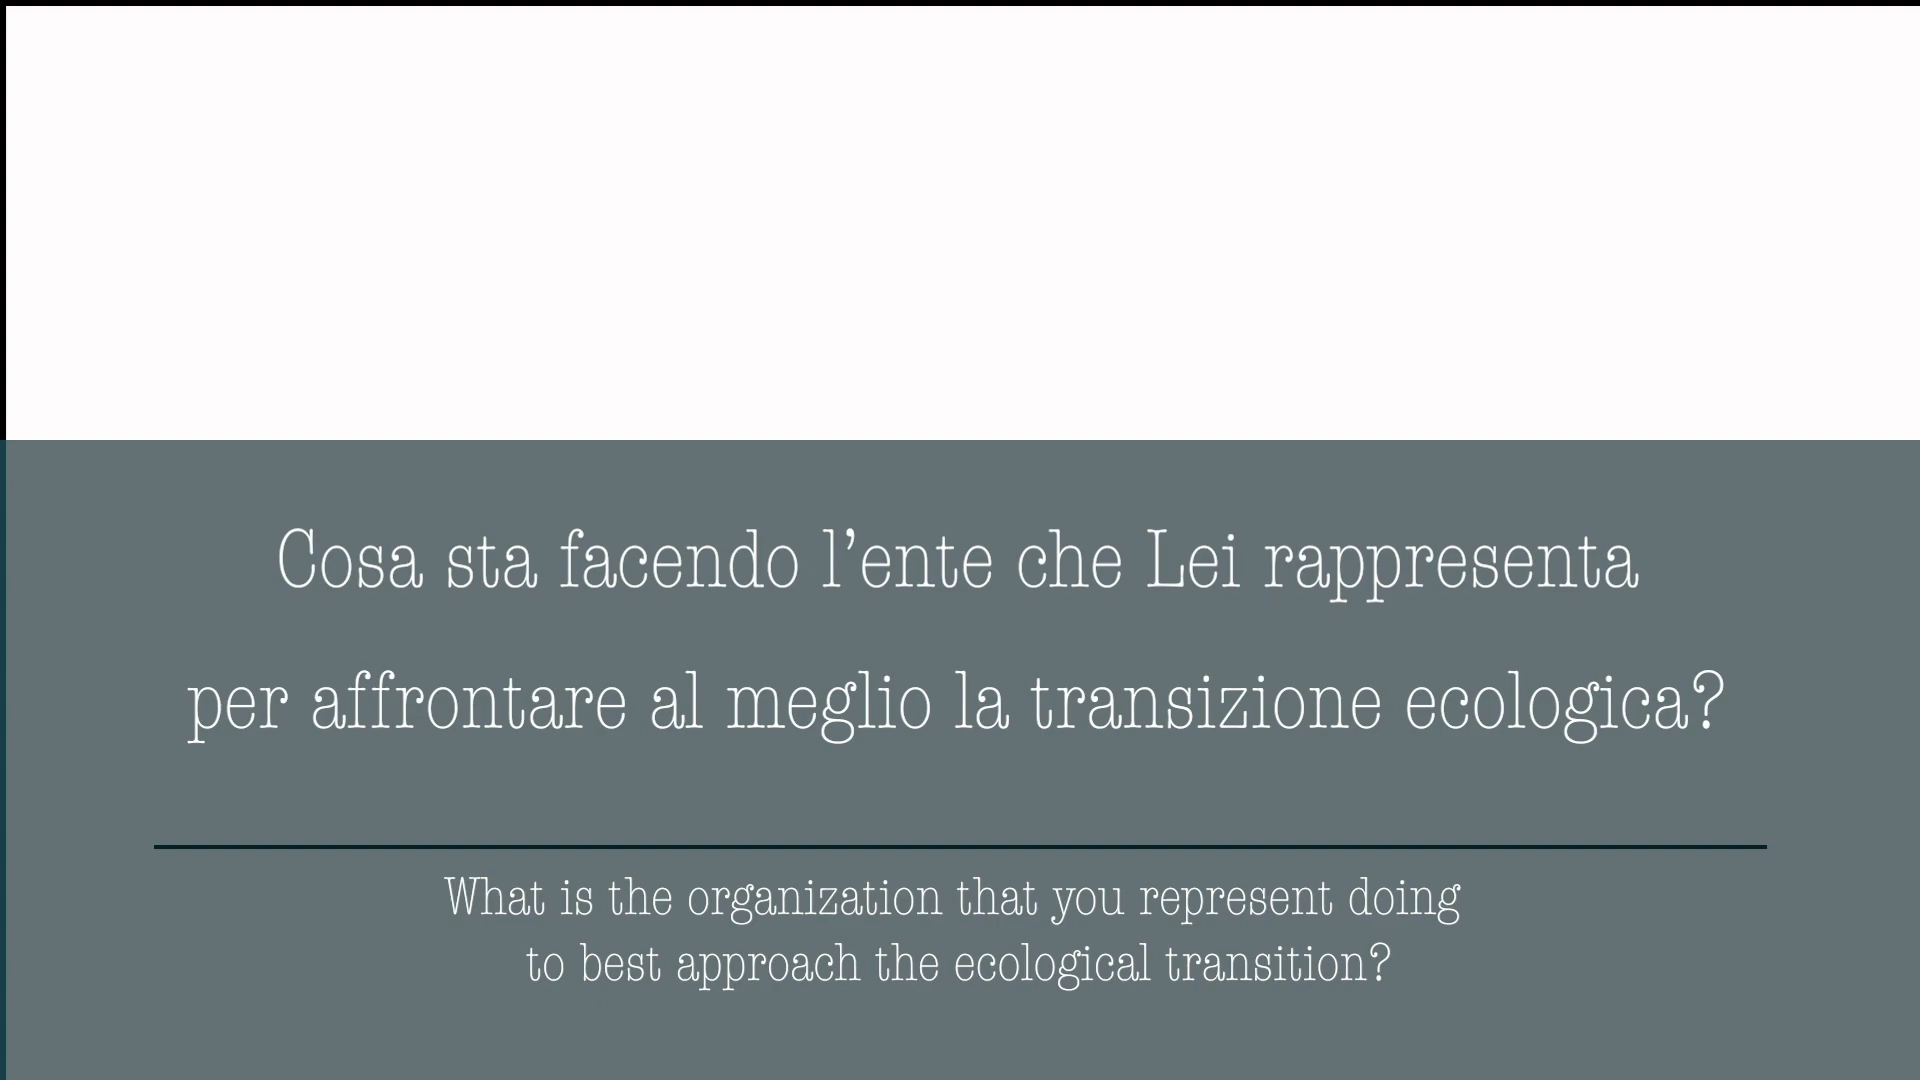 Cosa sta facendo l’ente che Lei rappresenta
per affrontare al meglio la transizione ecologica?
What is the organization that you represent doing
to best approach the ecological transition?